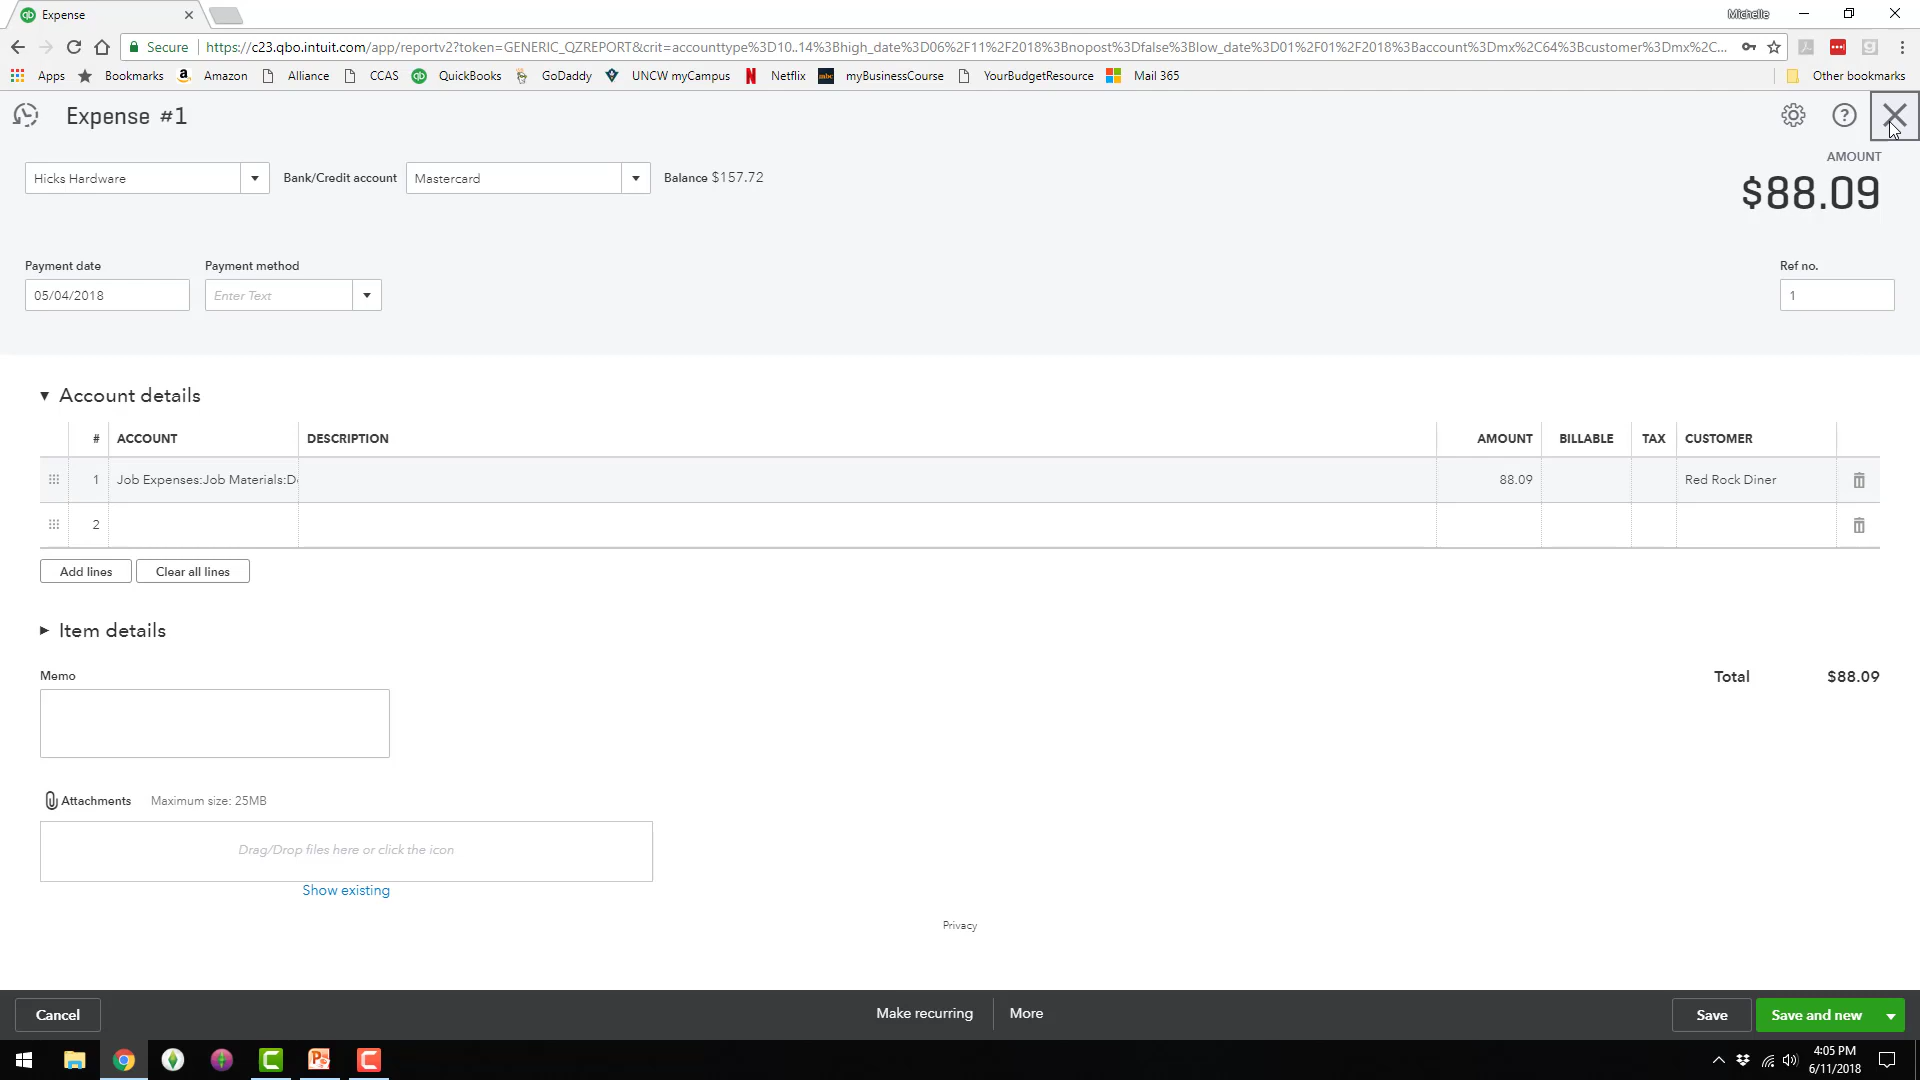 Expense
Michelle
Secure https://c23.qbo.intuit.com/app/reportv2?token=GENERIC_QZREPORT&crit=accounttype%3D10..14%3Bhigh_date%3D06%2F11%2F2018%3Bnopost%3Dfalse%3Blow_date%3D01%2F01%2F2018%3Baccount%3Dmx%2C64%3Bcustomer%3Dmx%2C...
Apps Bookmarks Amazon Alliance CCAS QuickBooks GoDaddy UNCW myCampus Netflix myBusinessCourse YourBudgetResource Mail 365 Other bookmarks
Expense #1
AMOUNT
Hicks Hardware Bank/Credit account Mastercard Balance $157.72
$88.09
Payment date Payment method Ref no.
05/04/2018 Enter Text 1
Account details
# ACCOUNT DESCRIPTION AMOUNT BILLABLE TAX CUSTOMER
1 Job Expenses:Job Materials:D 88.09 Red Rock Diner
2
Add lines Clear all lines
Item details
Memo Total $88.09
Attachments Maximum size: 25MB
Drag/Drop files here or click the icon
Show existing
Privacy
Cancel Make recurring More Save Save and new
4:05 PM
6/11/2018